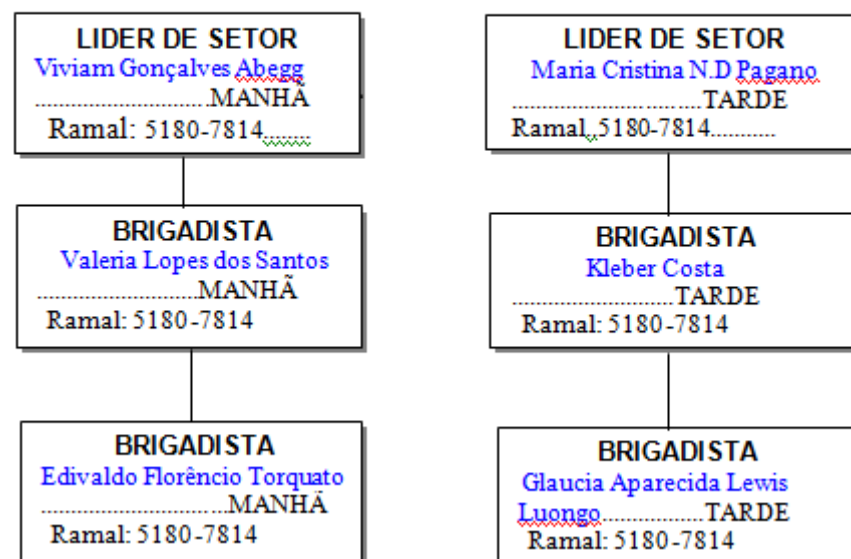 LIDER DE SETOR
Viviam Gonçalves Abegg
..............................MANHÃ
Ramal: 5180-7814........
BRIGADISTA
Valeria Lopes dos Santos
............................MANHÃ
Ramal: 5180-7814
BRIGADISTA
Edivaldo Florêncio Torquato
................................MANHÃ
Ramal: 5180-7814
LIDER DE SETOR
Maria Cristina N.D Pagano
.................................TARDE
Ramal..5180-7814...........
BRIGADISTA
Kleber Costa
............................TARDE
Ramal: 5180-7814
BRIGADISTA
Glaucia Aparecida Lewis
Luongo..................TARDE
Ramal: 5180-7814